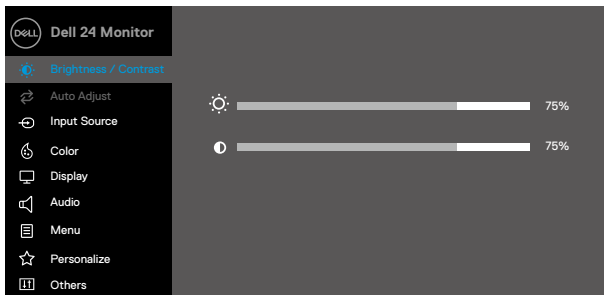 DELL
Dell 24 Monitor
Brightness / Contrast
Auto Adjust
Input Source
Color
Display
Audio
Menu
Personalize
Others
75%
75%